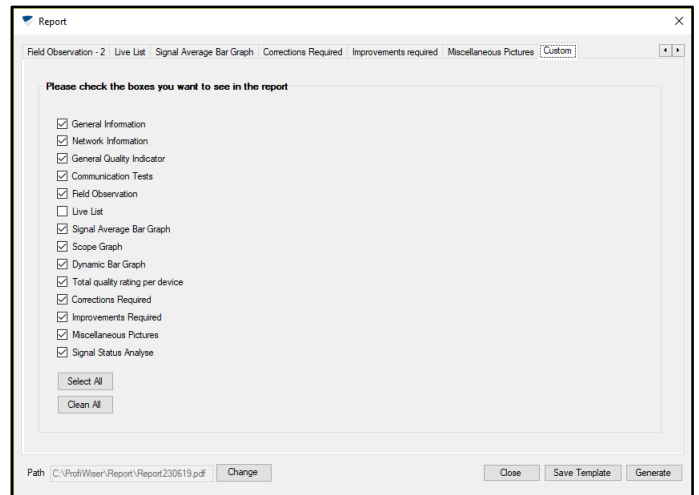 Report
Field Observation - 2 Live List Signal Average Bar Graph Corrections Required Improvements required Miscellaneous Pictures Custom
Please check the boxes you want to see in the report
General Information
Network Information
General Quality Indicator
Communication Tests
Field Observation
Live List
Signal Average Bar Graph
Scope Graph
Dynamic Bar Graph
Total quality rating per device
Corrections Required
Improvements Required
Miscellaneous Pictures
Signal Status Analyse
Select All
Clean All
Path C:\ProfiWiser\Report\Report230619.pdf Change Close Save Template Generate